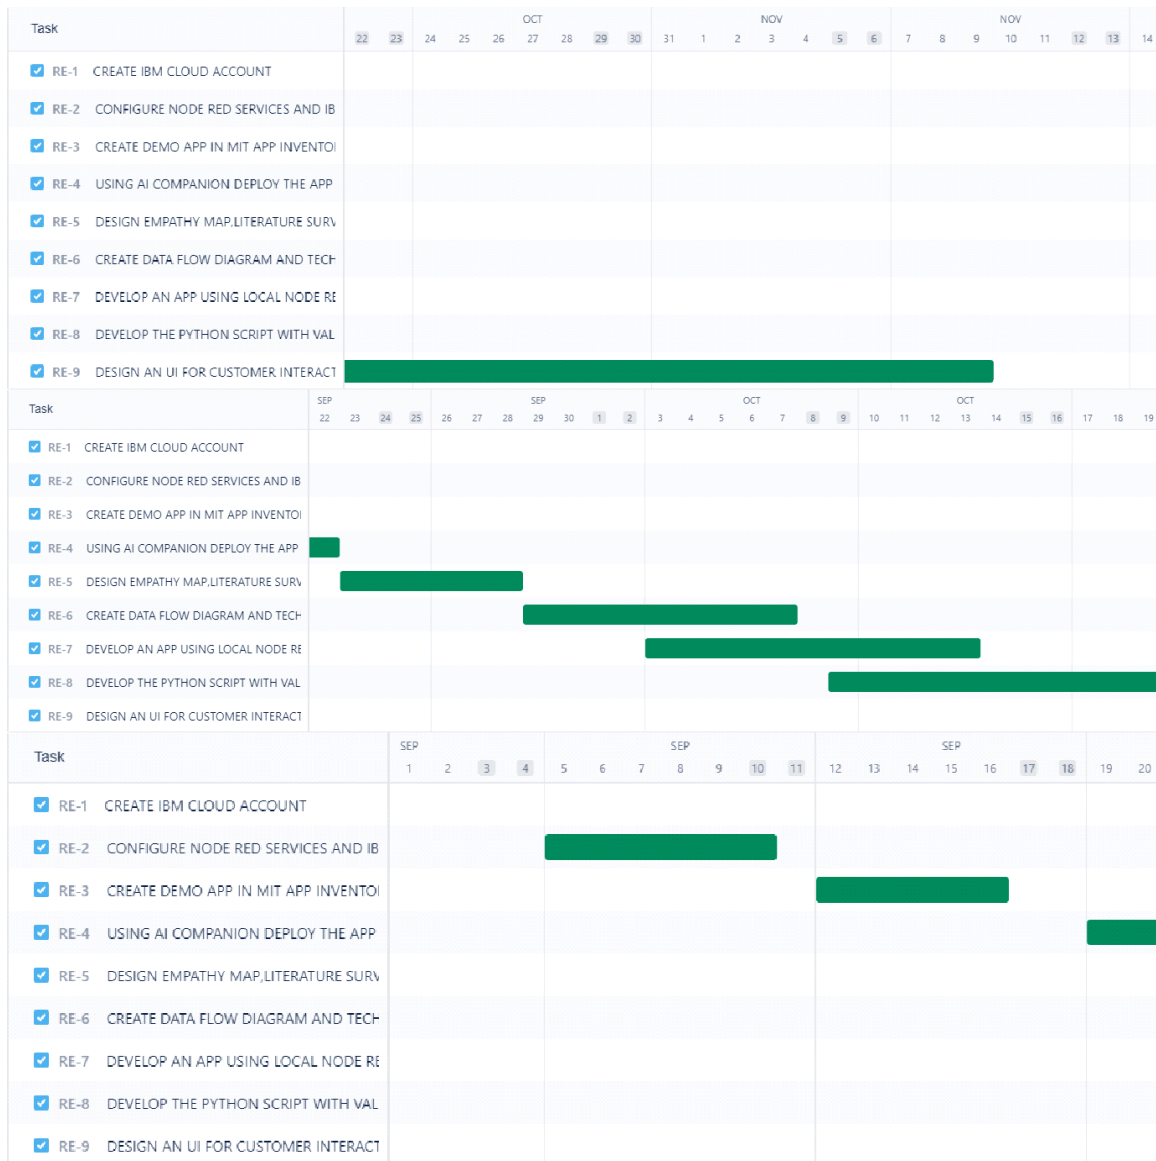 Task
OCT NOV NOV
22 23 24 25 26 27 28 29 30 31 1 2 3 4 5 6 7 8 9 10 11 12 13 14
RE-1 CREATE IBM CLOUD ACCOUNT
RE-2 CONFIGURE NODE RED SERVICES AND IB
RE-3 CREATE DEMO APP IN MIT APP INVENTO
RE-4 USING AI COMPANION DEPLOY THE APP
RE-5 DESIGN EMPATHY MAP,LITERATURE SURV
RE-6 CREATE DATA FLOW DIAGRAM AND TECH
RE-7 DEVELOP AN APP USING LOCAL NODE RE
RE-8 DEVELOP THE PYTHON SCRIPT WITH VAL
RE-9 DESIGN AN UI FOR CUSTOMER INTERACT
Task
SEP SEP OCT OCT
22 23 24 25 26 27 28 29 30 1 2 3 4 5 6 7 8 9 10 11 12 13 14 15 16 17 18 19
RE-1 CREATE IBM CLOUD ACCOUNT
RE-2 CONFIGURE NODE RED SERVICES AND IB
RE-3 CREATE DEMO APP IN MIT APP INVENTO
RE-4 USING AI COMPANION DEPLOY THE APP
RE-5 DESIGN EMPATHY MAP,LITERATURE SURV
RE-6 CREATE DATA FLOW DIAGRAM AND TECH
RE-7 DEVELOP AN APP USING LOCAL NODE RE
RE-8 DEVELOP THE PYTHON SCRIPT WITH VAL
RE-9 DESIGN AN UI FOR CUSTOMER INTERACT
Task
SEP SEP SEP
1 2 3 4 5 6 7 8 9 10 11 12 13 14 15 16 17 18 19 20
RE-1 CREATE IBM CLOUD ACCOUNT
RE-2 CONFIGURE NODE RED SERVICES AND IB
RE-3 CREATE DEMO APP IN MIT APP INVENTO
RE-4 USING AI COMPANION DEPLOY THE APP
RE-5 DESIGN EMPATHY MAP,LITERATURE SURV
RE-6 CREATE DATA FLOW DIAGRAM AND TECH
RE-7 DEVELOP AN APP USING LOCAL NODE RE
RE-8 DEVELOP THE PYTHON SCRIPT WITH VAL
RE-9 DESIGN AN UI FOR CUSTOMER INTERACT